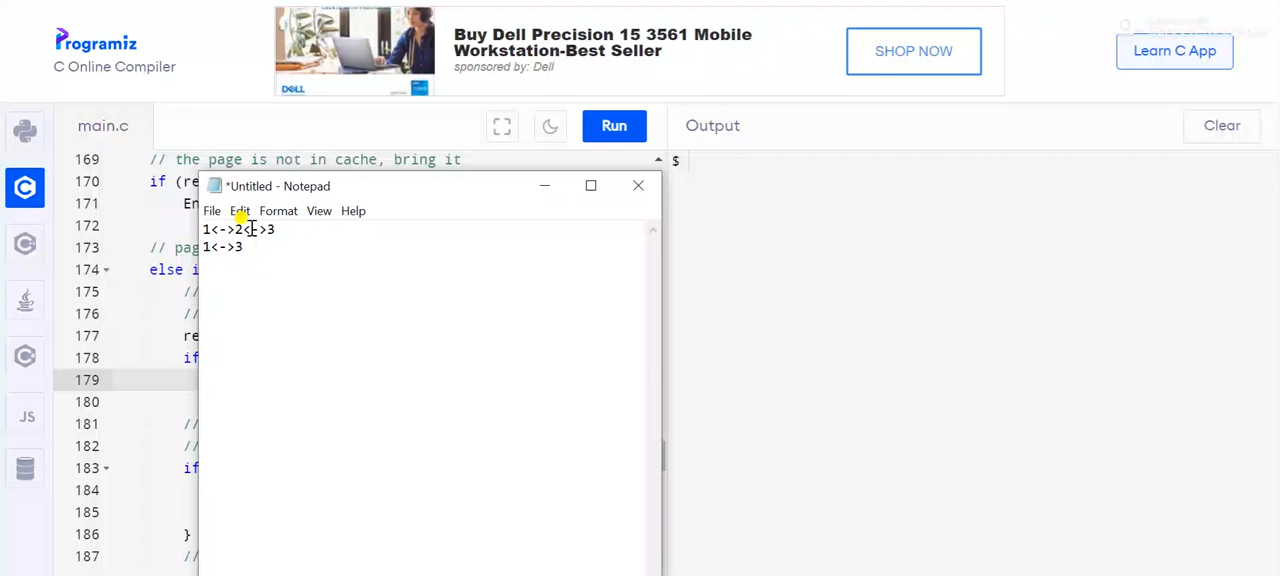 Programiz
C Online Compiler
DELL
Buy Dell Precision 15 3561 Mobile
Workstation-Best Seller
sponsored by: Dell
SHOP NOW
Learn C App
main.c
Run
Output
Clear
169 // the page is not in cache, bring it
170 if (re
171 En
172
173 // pag
174 else i
175 //
176 //
177 re
178 if
179
180
181 //
182 //
183 if
184
185
186 }
187 //
$
*Untitled - Notepad
File Edit Format View Help
1<->2<->3
1<->3
JS